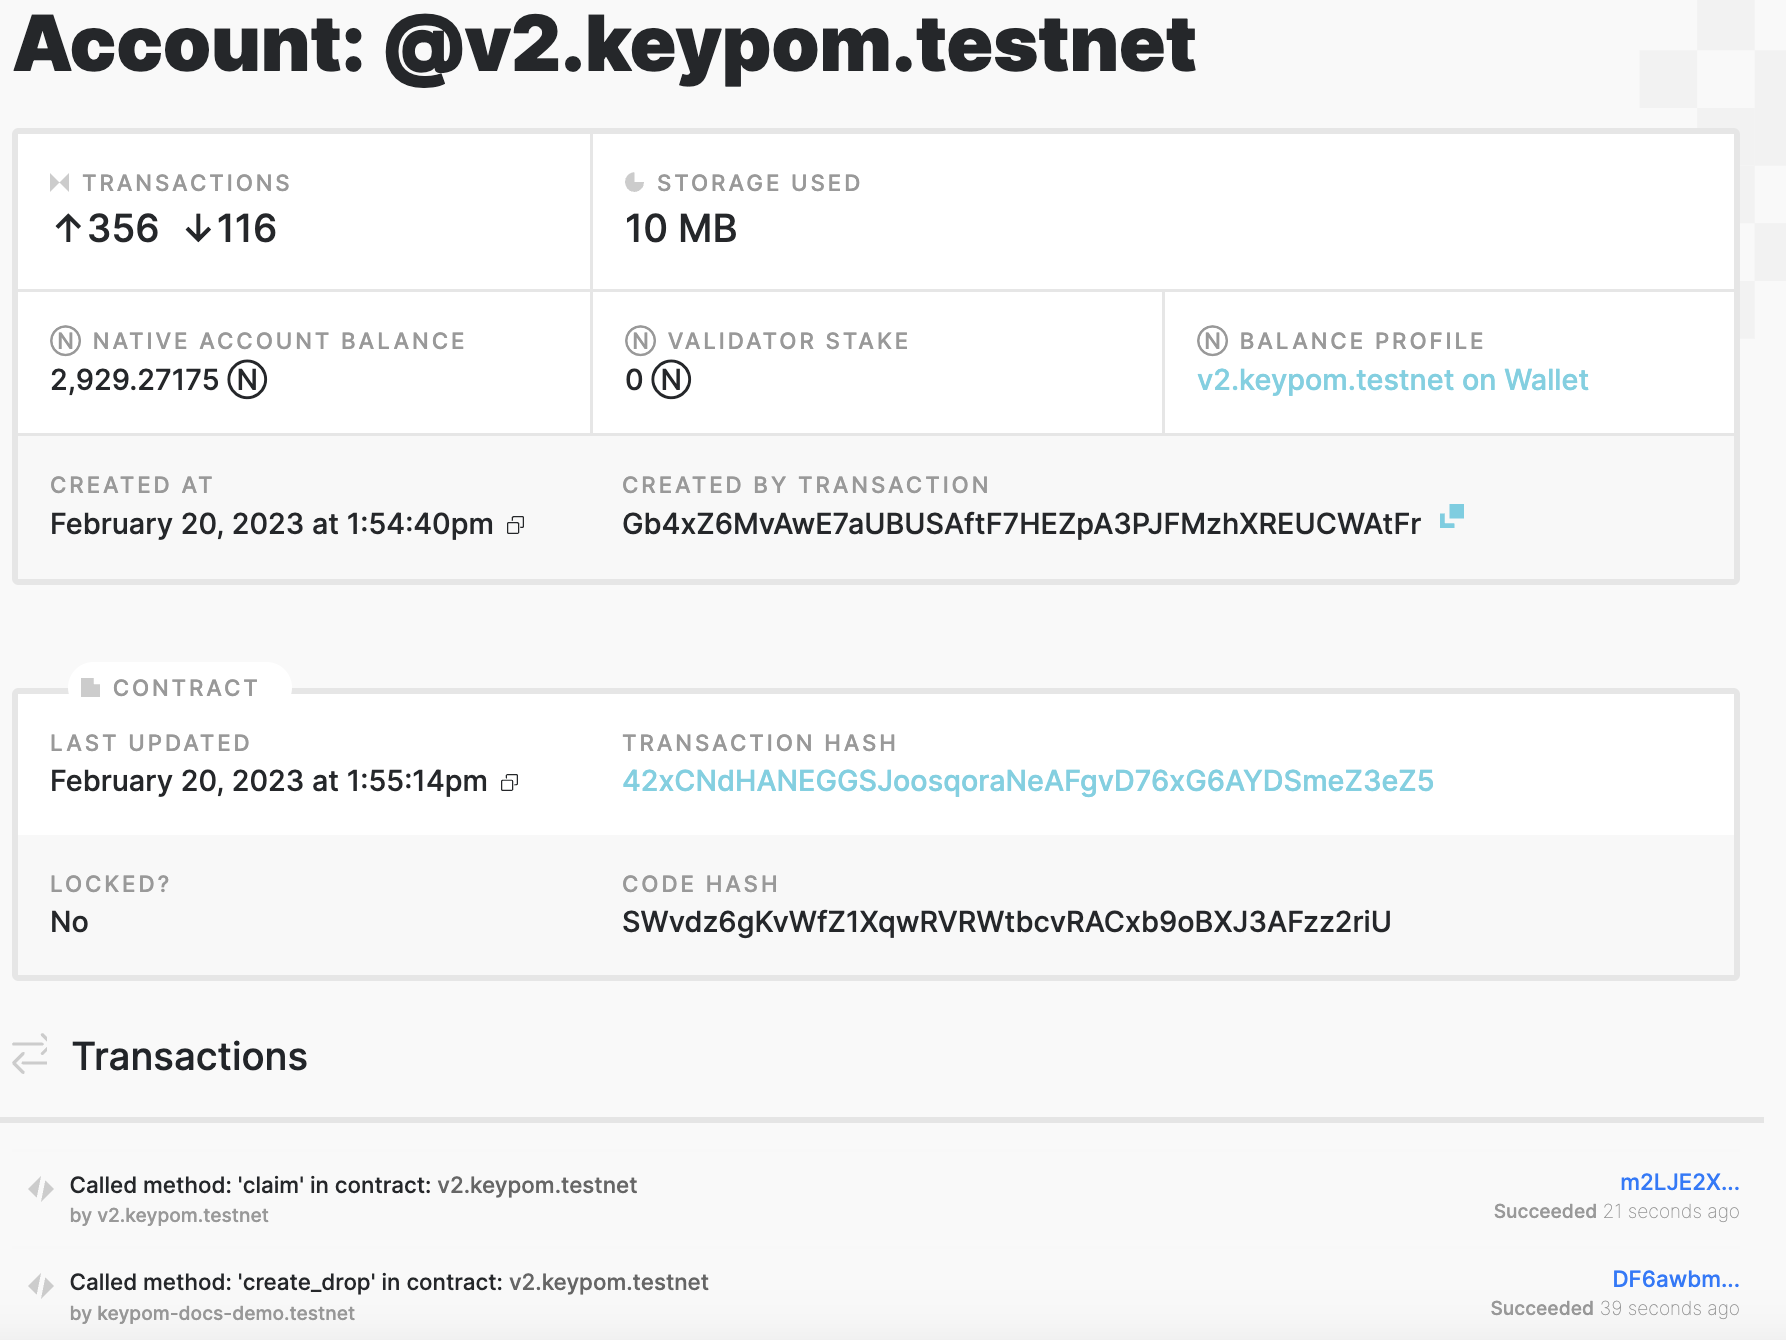 Account: @v2.keypom.testnet
TRANSACTIONS
↑356 ↓116
STORAGE USED
10 MB
NATIVE ACCOUNT BALANCE
2,929.27175 N
VALIDATOR STAKE
0 N
BALANCE PROFILE
v2.keypom.testnet on Wallet
CREATED AT
February 20, 2023 at 1:54:40pm
CREATED BY TRANSACTION
Gb4xZ6MvAwE7aUBUSAftF7HEZpA3PJFMzhXREUCWAtFr
CONTRACT
LAST UPDATED
February 20, 2023 at 1:55:14pm
TRANSACTION HASH
42xCNdHANEGGSJoosqoraNeAFgvD76xG6AYDSmeZ3eZ5
LOCKED?
No
CODE HASH
SWvdz6gKvWfZ1XqwRVRWtbcvRACxb9oBXJ3AFzz2riU
Transactions
Called method: 'claim' in contract: v2.keypom.testnet
by v2.keypom.testnet
m2LJE2X...
Succeeded 21 seconds ago
Called method: 'create_drop' in contract: v2.keypom.testnet
by keypom-docs-demo.testnet
DF6awbm...
Succeeded 39 seconds ago